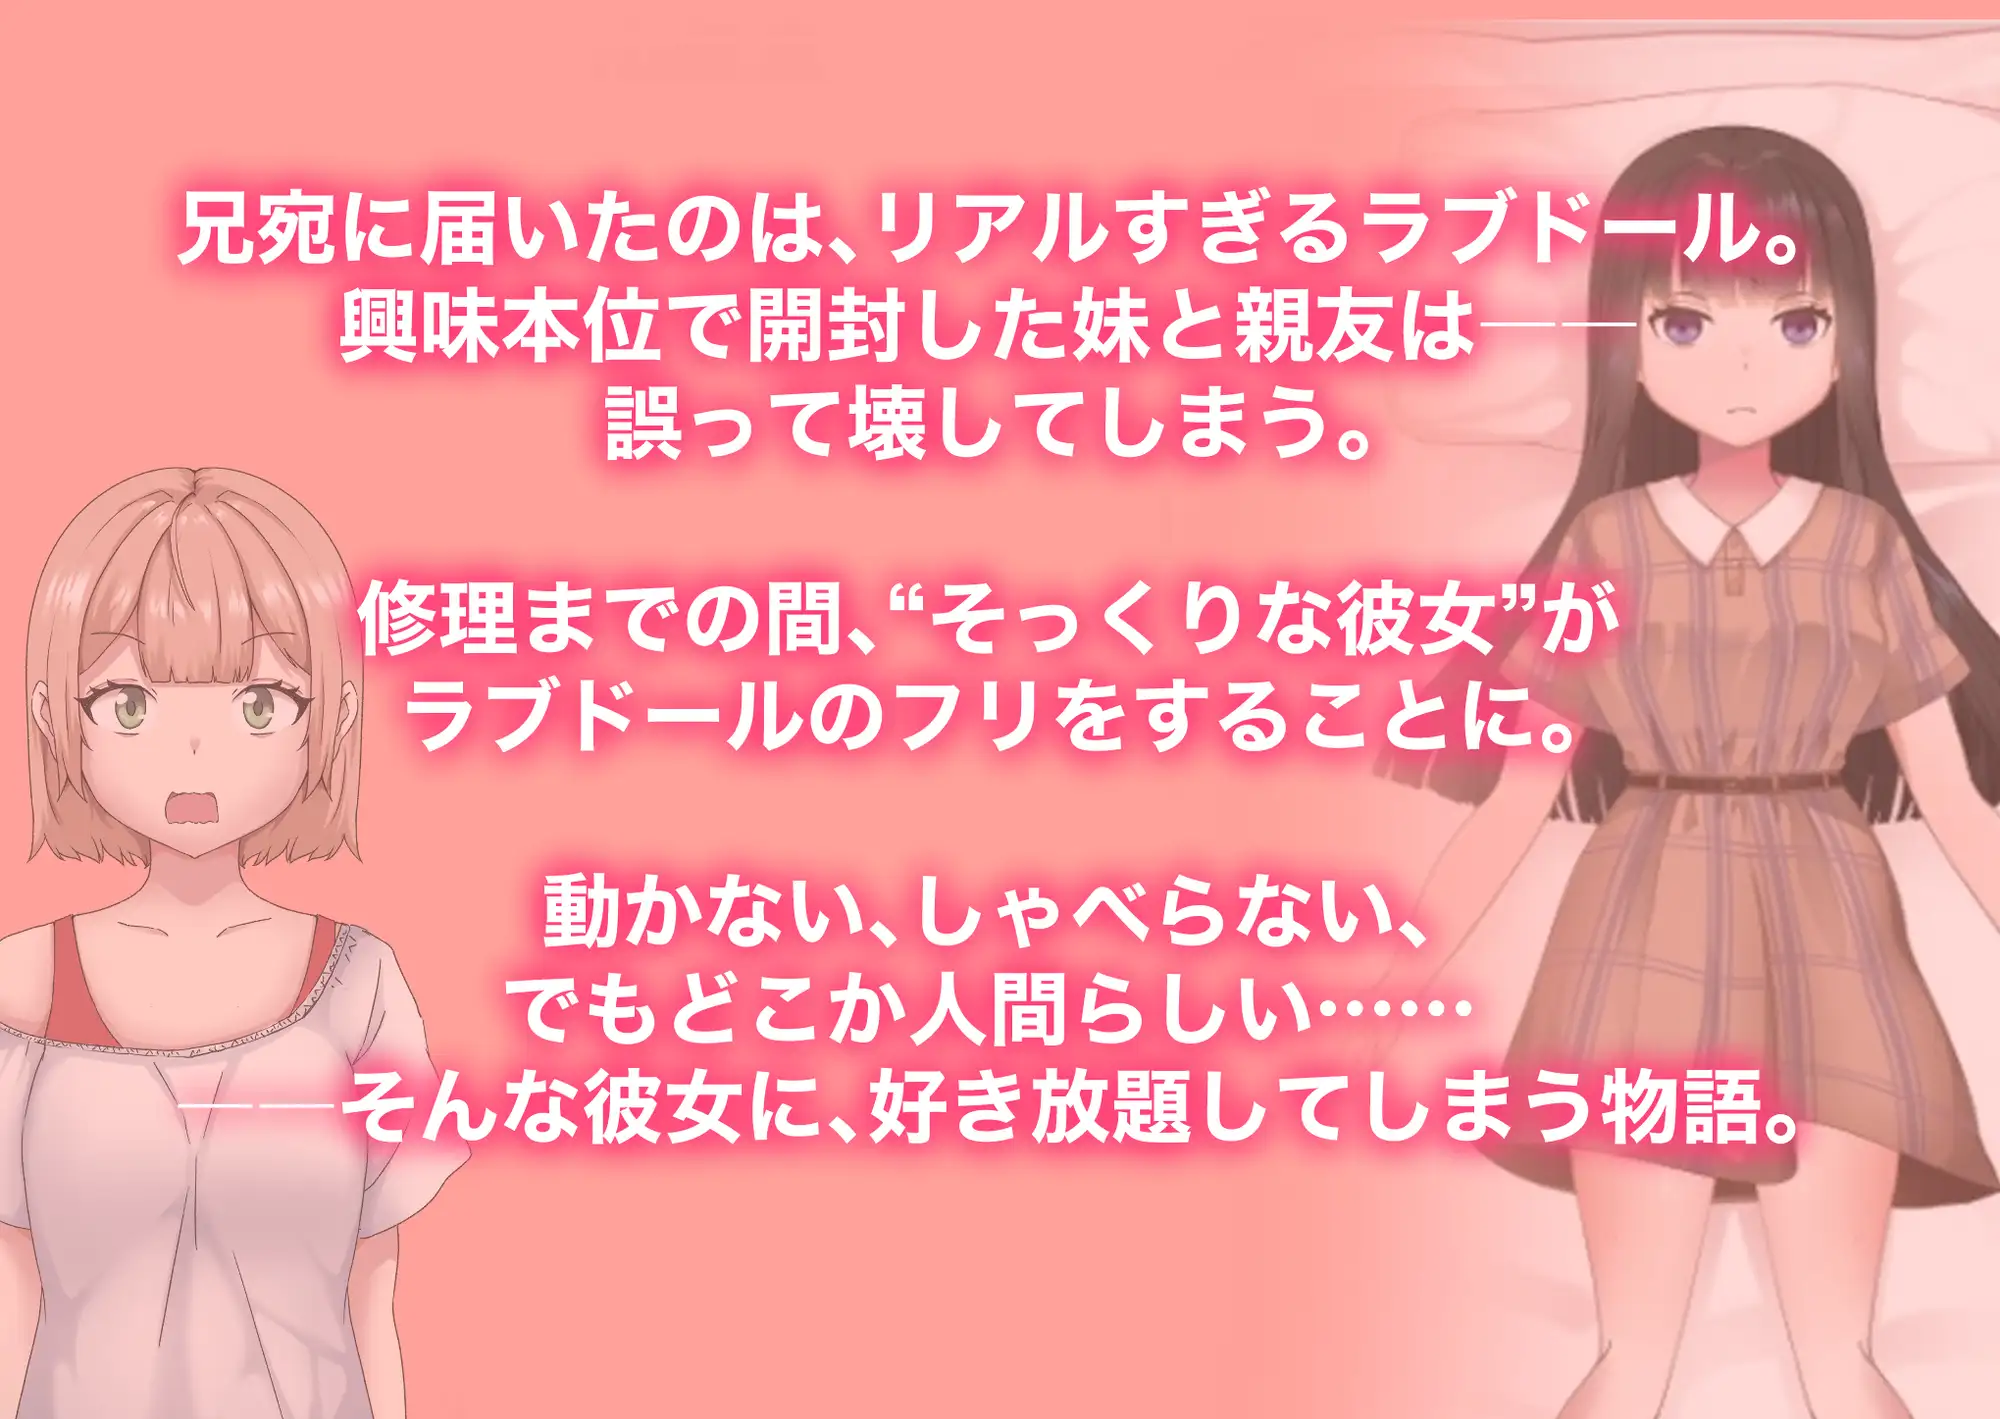 兄宛に届いたのは、リアルすぎるラブドール。
興味本位で開封した妹と親友は――
誤って壊してしまう。
修理までの間、“そっくりな彼女”が
ラブドールのフリをすることに。
動かない、しゃべらない、
でもどこか人間らしい……
――そんな彼女に、好き放題してしまう物語。